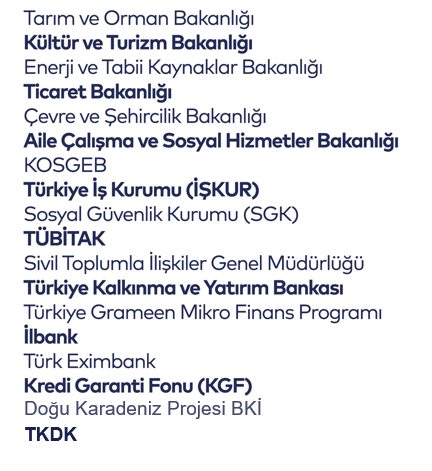 Tarım ve Orman Bakanlığı
Kültür ve Turizm Bakanlığı
Enerji ve Tabii Kaynaklar Bakanlığı
Ticaret Bakanlığı
Çevre ve Şehircilik Bakanlığı
Aile Çalışma ve Sosyal Hizmetler Bakanlığı
KOSGEB
Türkiye İş Kurumu (İŞKUR)
Sosyal Güvenlik Kurumu (SGK)
TÜBİTAK
Sivil Toplumla İlişkiler Genel Müdürlüğü
Türkiye Kalkınma ve Yatırım Bankası
Türkiye Grameen Mikro Finans Programı
İlbank
Türk Eximbank
Kredi Garanti Fonu (KGF)
Doğu Karadeniz Projesi BKİ
TKDK